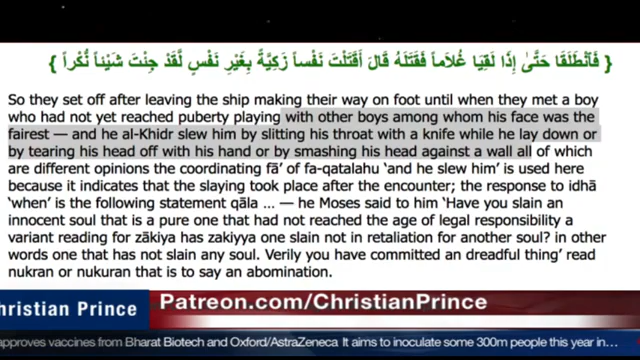 { فَٱنْطَلَقَا حَتَّىٰ إِذَا لَقِيَا غُلاَماً فَقَتَلَهُ قَالَ أَقَتَلْتَ نَفْساً زَكِيَّةً بِغَيْرِ نَفْسٍ لَّقَدْ جِئْتَ شَيْئاً نُّكْراً }
So they set off after leaving the ship making their way on foot until when they met a boy
who had not yet reached puberty playing with other boys among whom his face was the
fairest — and he al-Khidr slew him by slitting his throat with a knife while he lay down or
by tearing his head off with his hand or by smashing his head against a wall all of which
are different opinions the coordinating fā’ of fa-qatalahu ‘and he slew him’ is used here
because it indicates that the slaying took place after the encounter; the response to idhā
‘when’ is the following statement qāla ... — he Moses said to him ‘Have you slain an
innocent soul that is a pure one that had not reached the age of legal responsibility a
variant reading for zākiya has zakiyya one slain not in retaliation for another soul? in other
words one that has not slain any soul. Verily you have committed an dreadful thing’ read
nukran or nukuran that is to say an abomination.
Christian Prince
Patreon.com/ChristianPrince
approves vaccines from Bharat Biotech and Oxford/AstraZeneca It aims to inoculate some 300m people this year in...